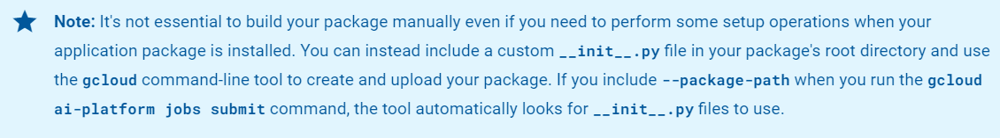 Note: It's not essential to build your package manually even if you need to perform some setup operations when your
application package is installed. You can instead include a custom __init__.py file in your package's root directory and use
the gcloud command-line tool to create and upload your package. If you include --package-path when you run the gcloud
ai-platform jobs submit command, the tool automatically looks for __init__.py files to use.